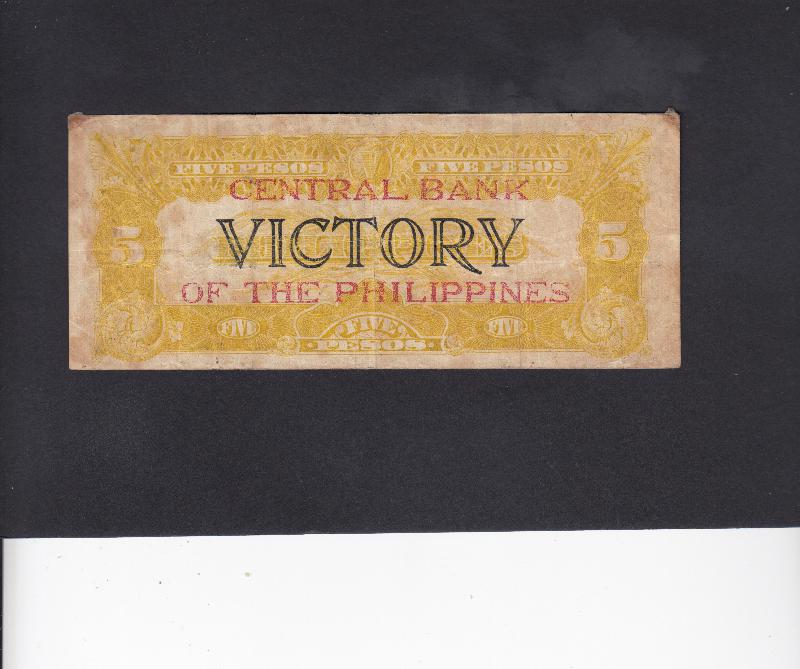 FIVE PESOS FIVE PESOS
CENTRAL BANK
5 VICTORY 5
OF THE PHILIPPINES
FIVE FIVE FIVE
PESOS